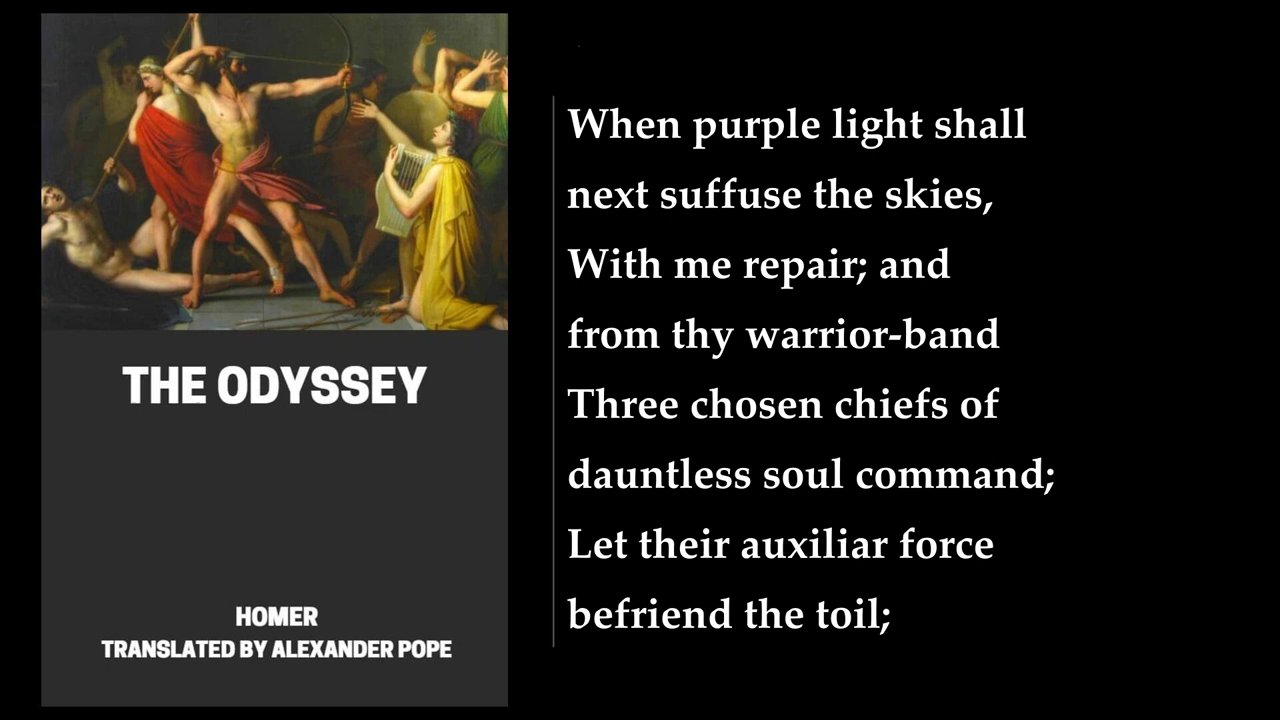 THE ODYSSEY
HOMER
TRANSLATED BY ALEXANDER POPE
When purple light shall
next suffuse the skies,
With me repair; and
from thy warrior-band
Three chosen chiefs of
dauntless soul command;
Let their auxiliar force
befriend the toil;